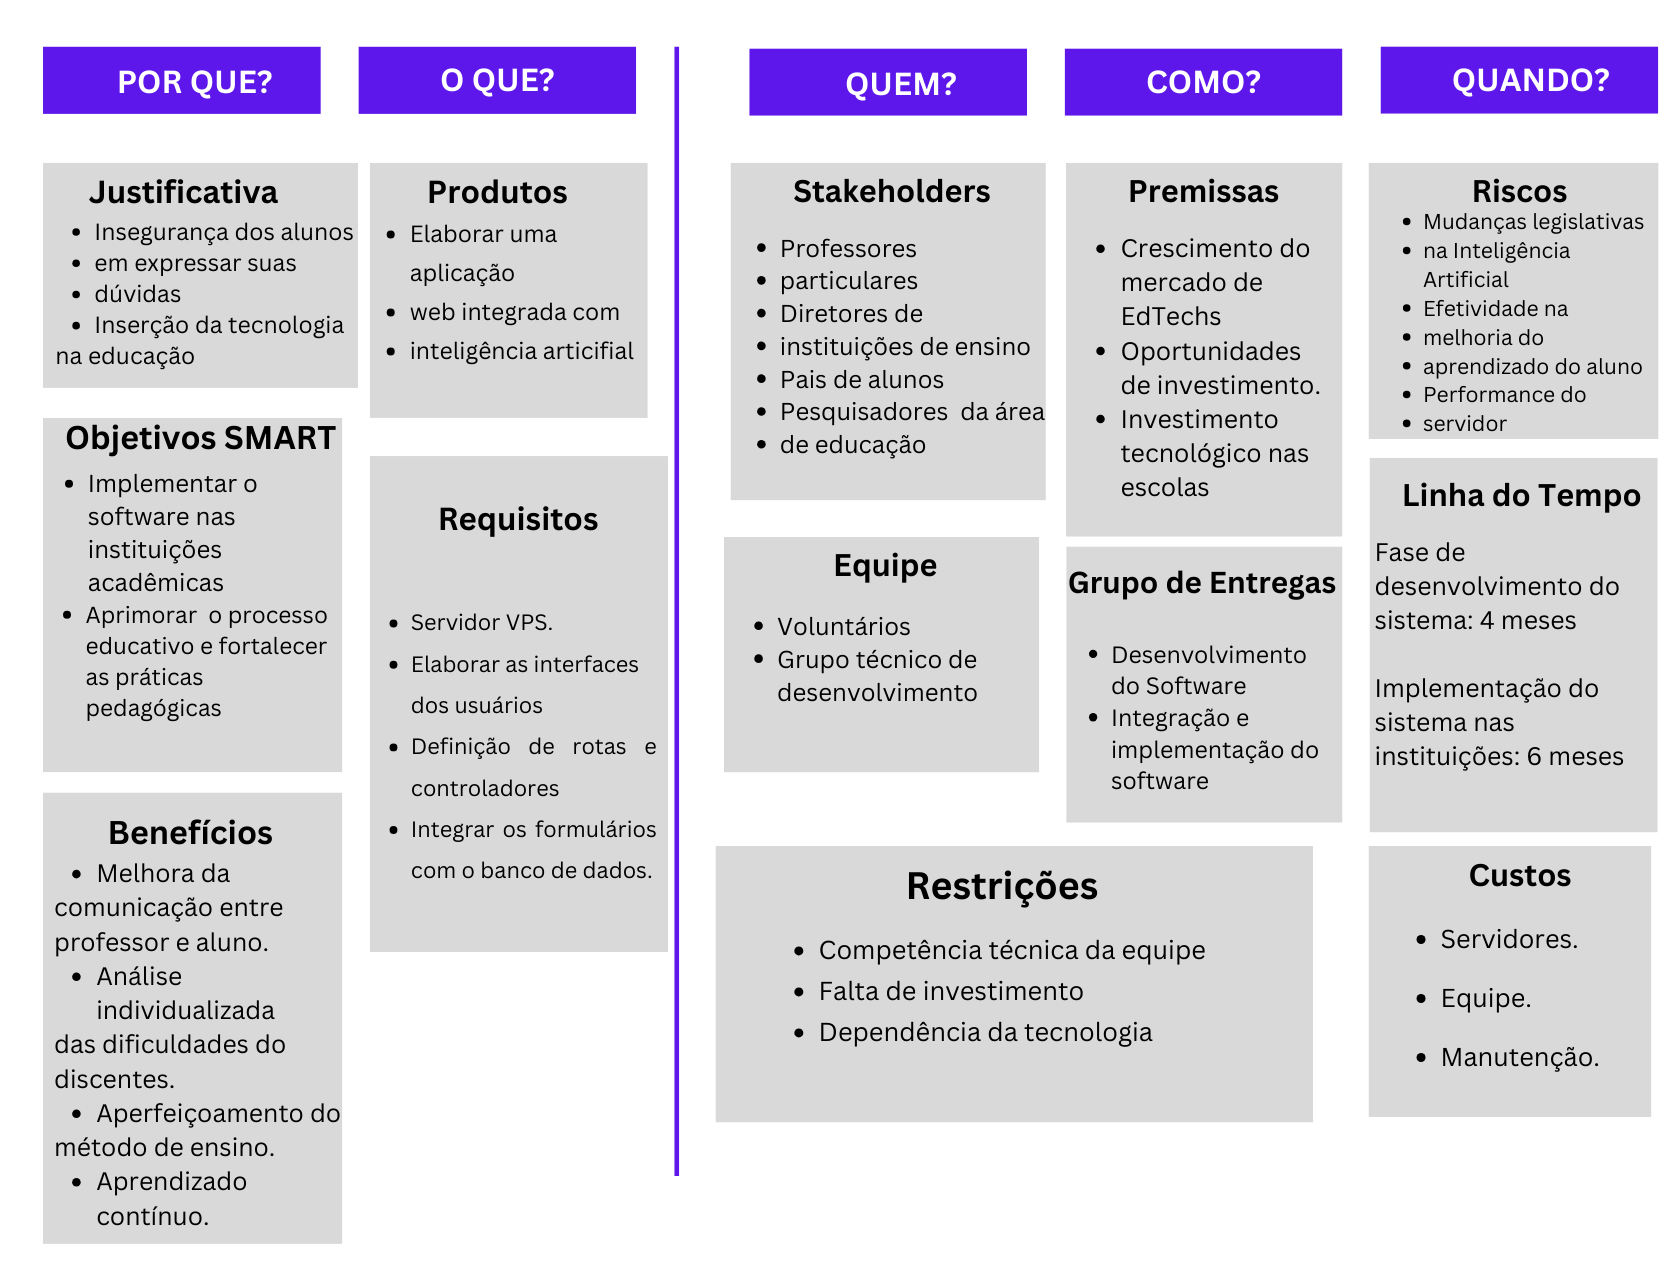 POR QUE?
O QUE?
QUEM?
COMO?
QUANDO?
Justificativa
• Insegurança dos alunos
• em expressar suas
• dúvidas
• Inserção da tecnologia
na educação
Objetivos SMART
• Implementar o
software nas
instituições
acadêmicas
• Aprimorar o processo
educativo e fortalecer
as práticas
pedagógicas
Benefícios
• Melhora da
comunicação entre
professor e aluno.
• Análise
individualizada
das dificuldades do
discentes.
• Aperfeiçoamento do
método de ensino.
• Aprendizado
contínuo.
Produtos
• Elaborar uma
aplicação
• web integrada com
• inteligência articifial
Requisitos
• Servidor VPS.
• Elaborar as interfaces
dos usuários
• Definição de rotas e
controladores
• Integrar os formulários
com o banco de dados.
Stakeholders
• Professores
• particulares
• Diretores de
• instituições de ensino
• Pais de alunos
• Pesquisadores da área
• de educação
Equipe
• Voluntários
• Grupo técnico de
desenvolvimento
Premissas
• Crescimento do
mercado de
EdTechs
• Oportunidades
de investimento.
• Investimento
tecnológico nas
escolas
Grupo de Entregas
• Desenvolvimento
do Software
• Integração e
implementação do
software
Restrições
• Competência técnica da equipe
• Falta de investimento
• Dependência da tecnologia
Riscos
• Mudanças legislativas
• na Inteligência
Artificial
• Efetividade na
• melhoria do
• aprendizado do aluno
• Performance do
• servidor
Linha do Tempo
Fase de
desenvolvimento do
sistema: 4 meses
Implementação do
sistema nas
instituições: 6 meses
Custos
• Servidores.
• Equipe.
• Manutenção.